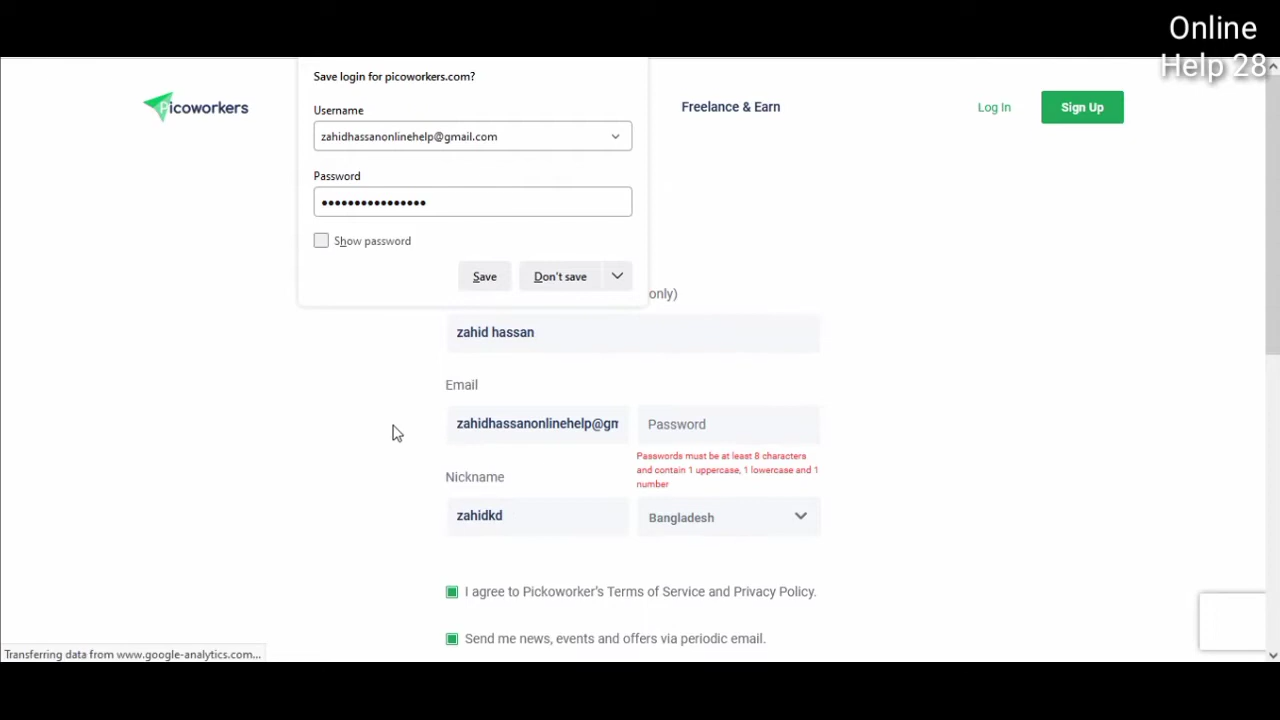 Online
Help 28
Save login for picoworkers.com?
Username
zahidhassanonlinehelp@gmail.com
Password
••••••••••••••••
Show password
Save
Don't save
Picoworkers
Freelance & Earn
Log In
Sign Up
only)
zahid hassan
Email
zahidhassanonlinehelp@gm
Password
Passwords must be at least 8 characters
and contain 1 uppercase, 1 lowercase and 1
number
Nickname
zahidkd
Bangladesh
I agree to Pickoworker's Terms of Service and Privacy Policy.
Send me news, events and offers via periodic email.
Transferring data from www.google-analytics.com...